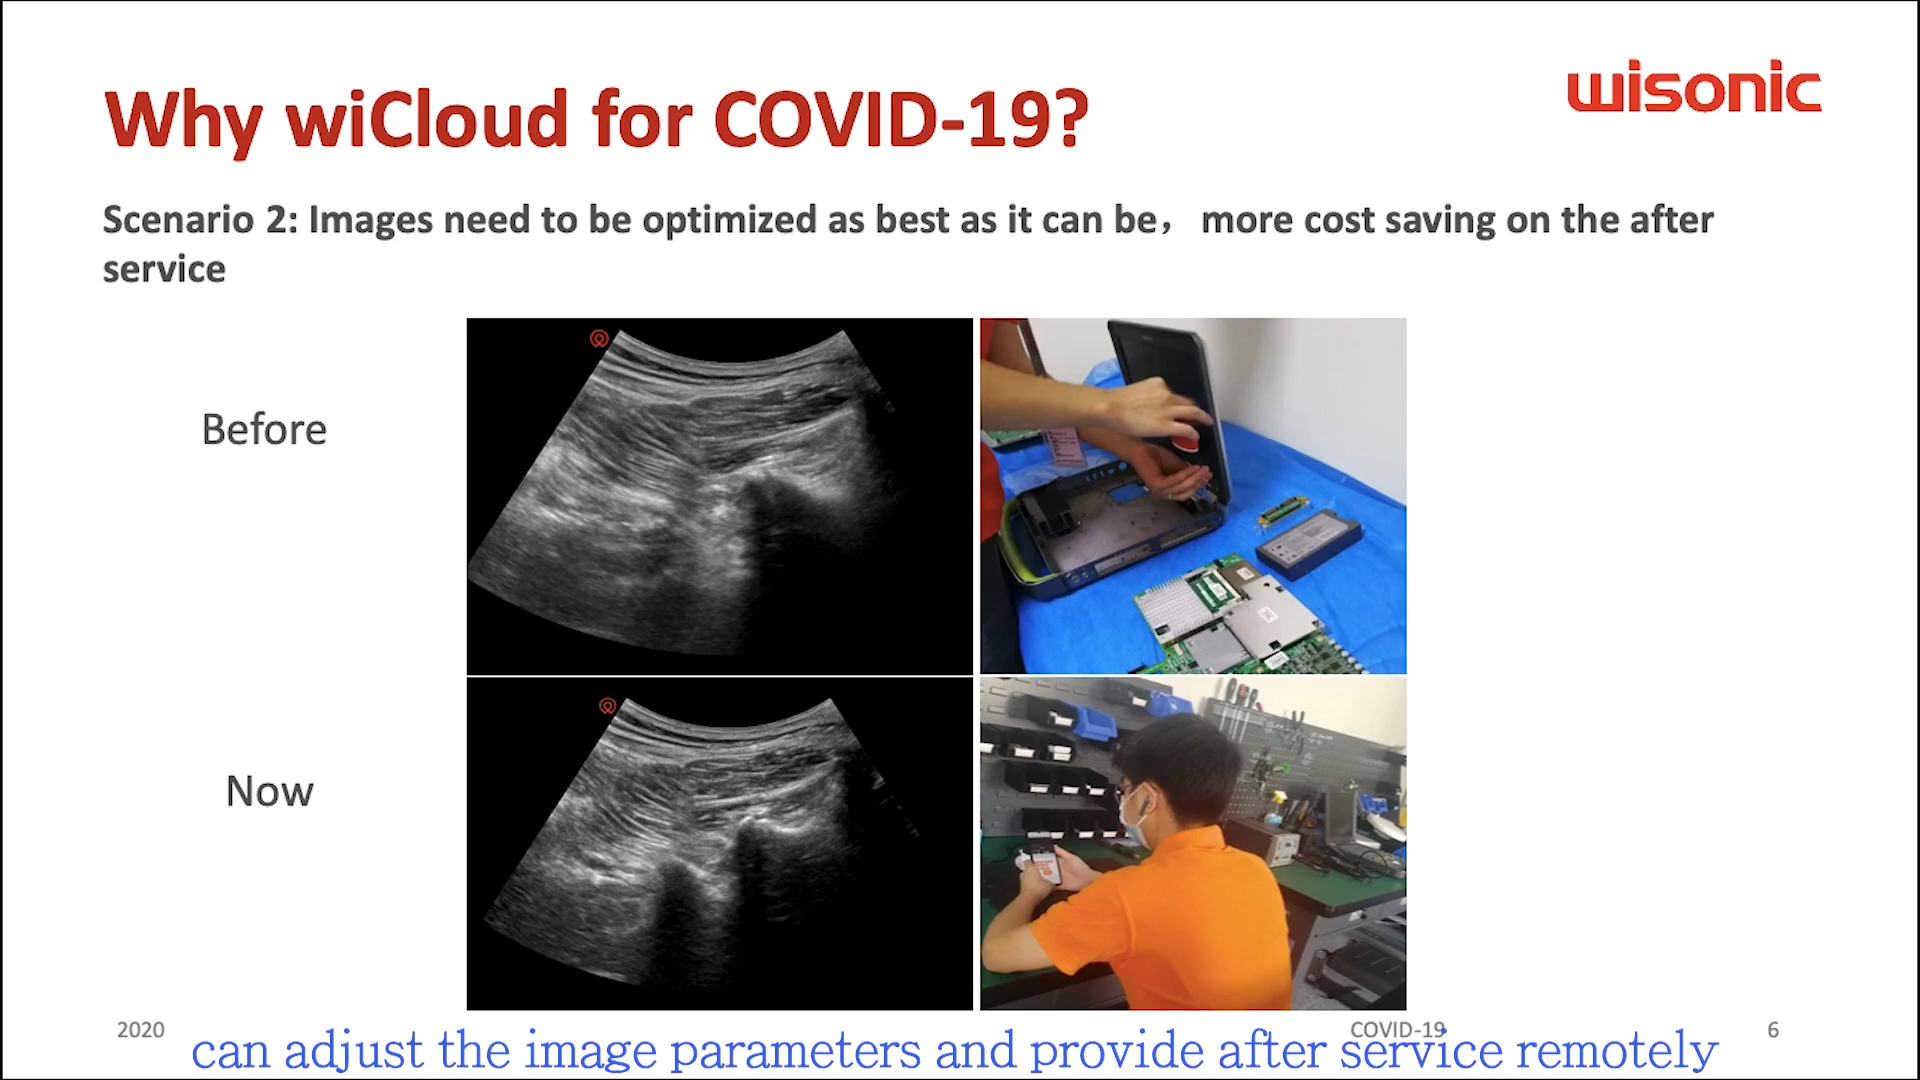 wisonic
Why wiCloud for COVID-19?
Scenario 2: Images need to be optimized as best as it can be，more cost saving on the after
service
Before
Now
2020
COVID-19
6
can adjust the image parameters and provide after service remotely